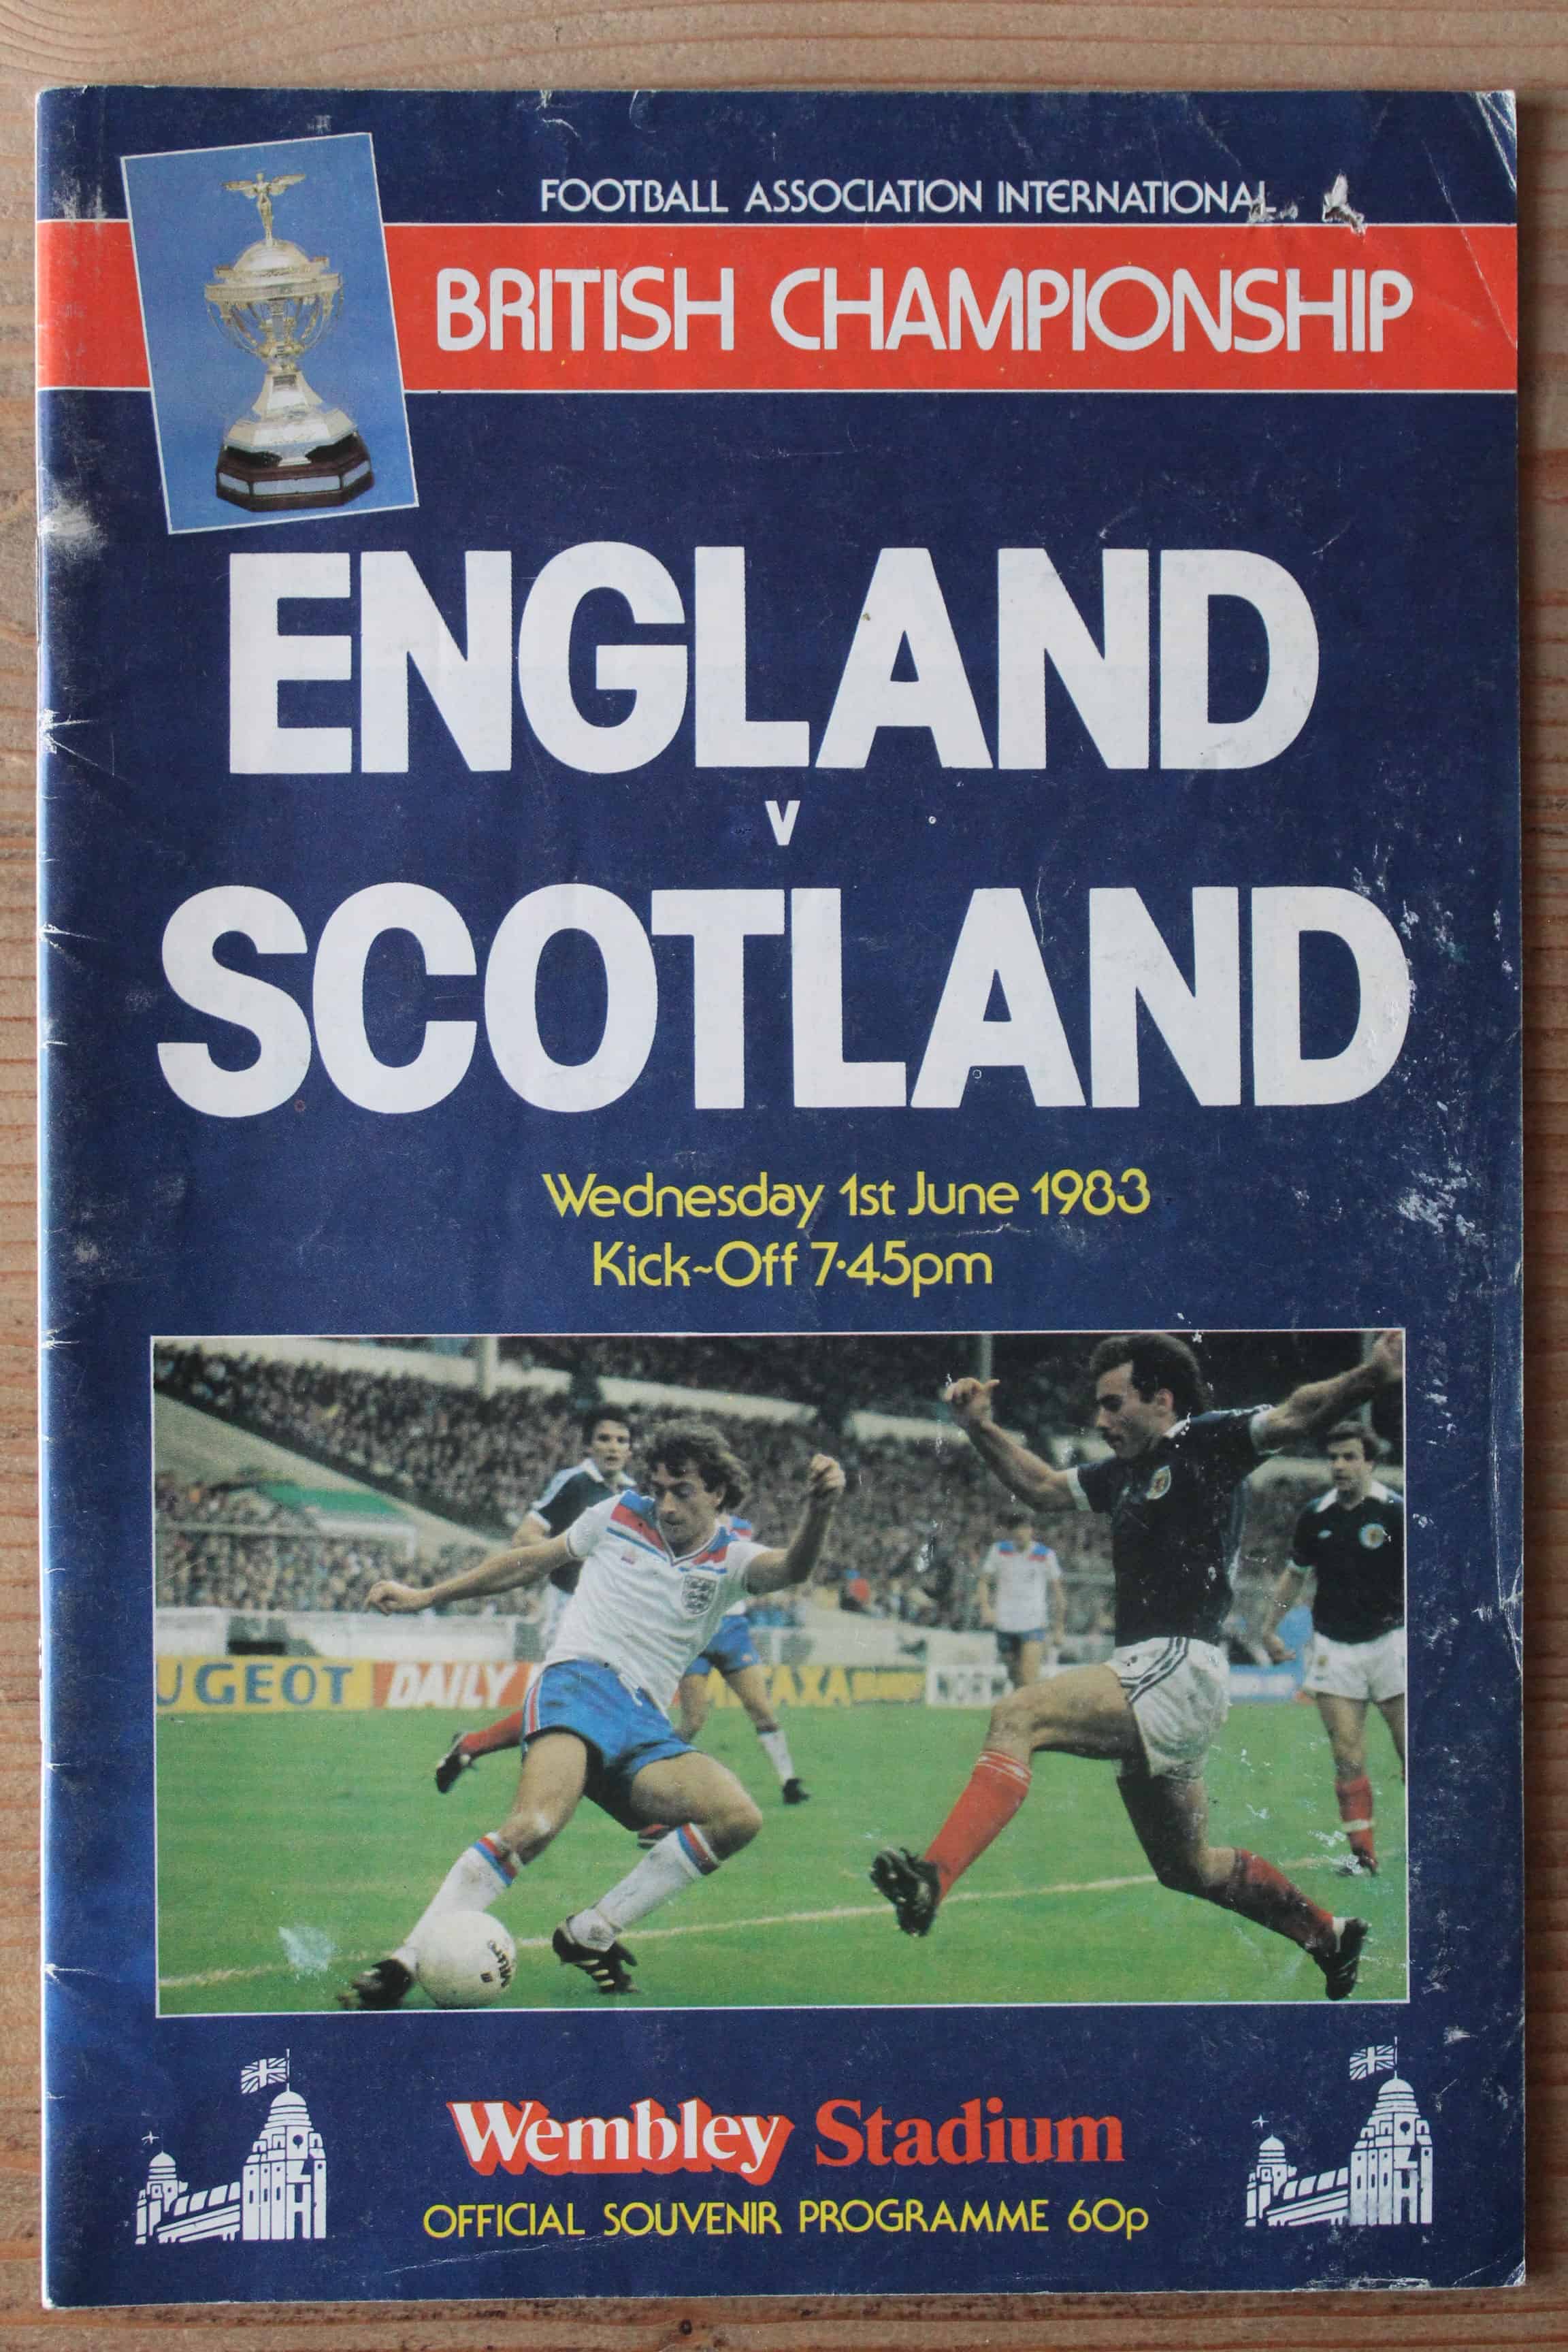 FOOTBALL ASSOCIATION INTERNATIONAL
BRITISH CHAMPIONSHIP
ENGLAND
v
SCOTLAND
Wednesday 1st June 1983
Kick~Off 7·45pm
UGEOT
DAILY
Mitre
Wembley Stadium
OFFICIAL SOUVENIR PROGRAMME 60p